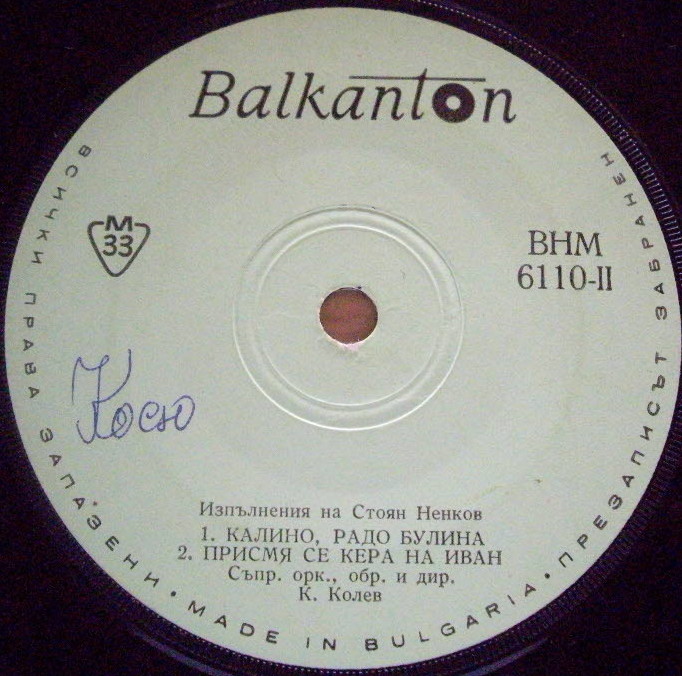 Balkanton
ВСИЧКИ ПРАВА ЗАПАЗЕНИ • MADE IN BULGARIA • ПРЕЗАПИСЪТ ЗАБРАНЕН
M
33
ВНМ
6110-II
Косю
Изпълнения на Стоян Ненков
1. КАЛИНО, РАДО БУЛИНА
2. ПРИСМЯ СЕ КЕРА НА ИВАН
Съпр. орк., обр. и дир.
К. Колев